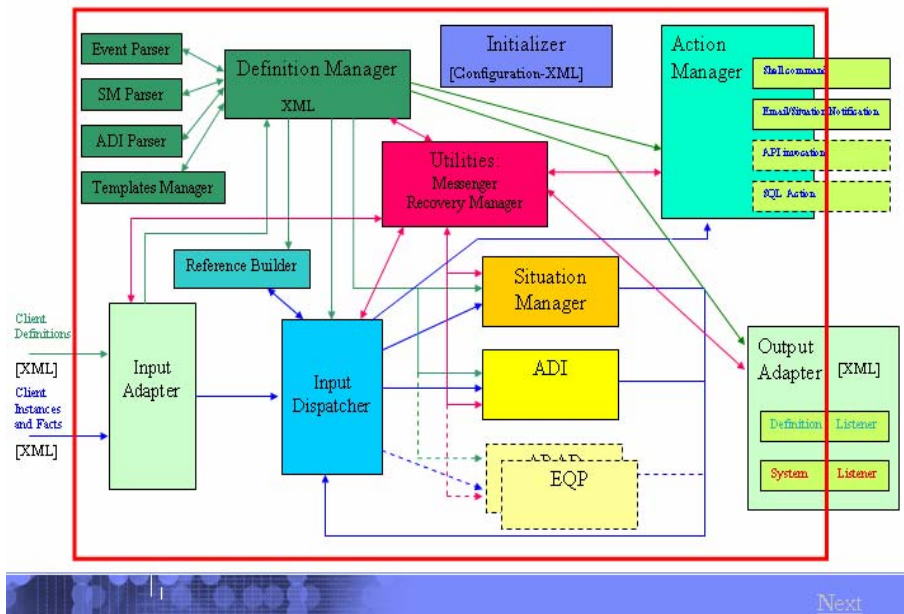 Event Parser
SM Parser
ADI Parser
Templates Manager
Definition Manager
XML
Initializer
[Configuration-XML]
Action
Manager
Shell command
Email/Situation Notification
API invocation
SQL Action
Utilities:
Messenger
Recovery Manager
Reference Builder
Situation
Manager
Client
Definitions
[XML]
Client
Instances
and Facts
[XML]
Input
Adapter
Input
Dispatcher
ADI
EQP
Output
Adapter
[XML]
Definition Listener
System Listener
Next